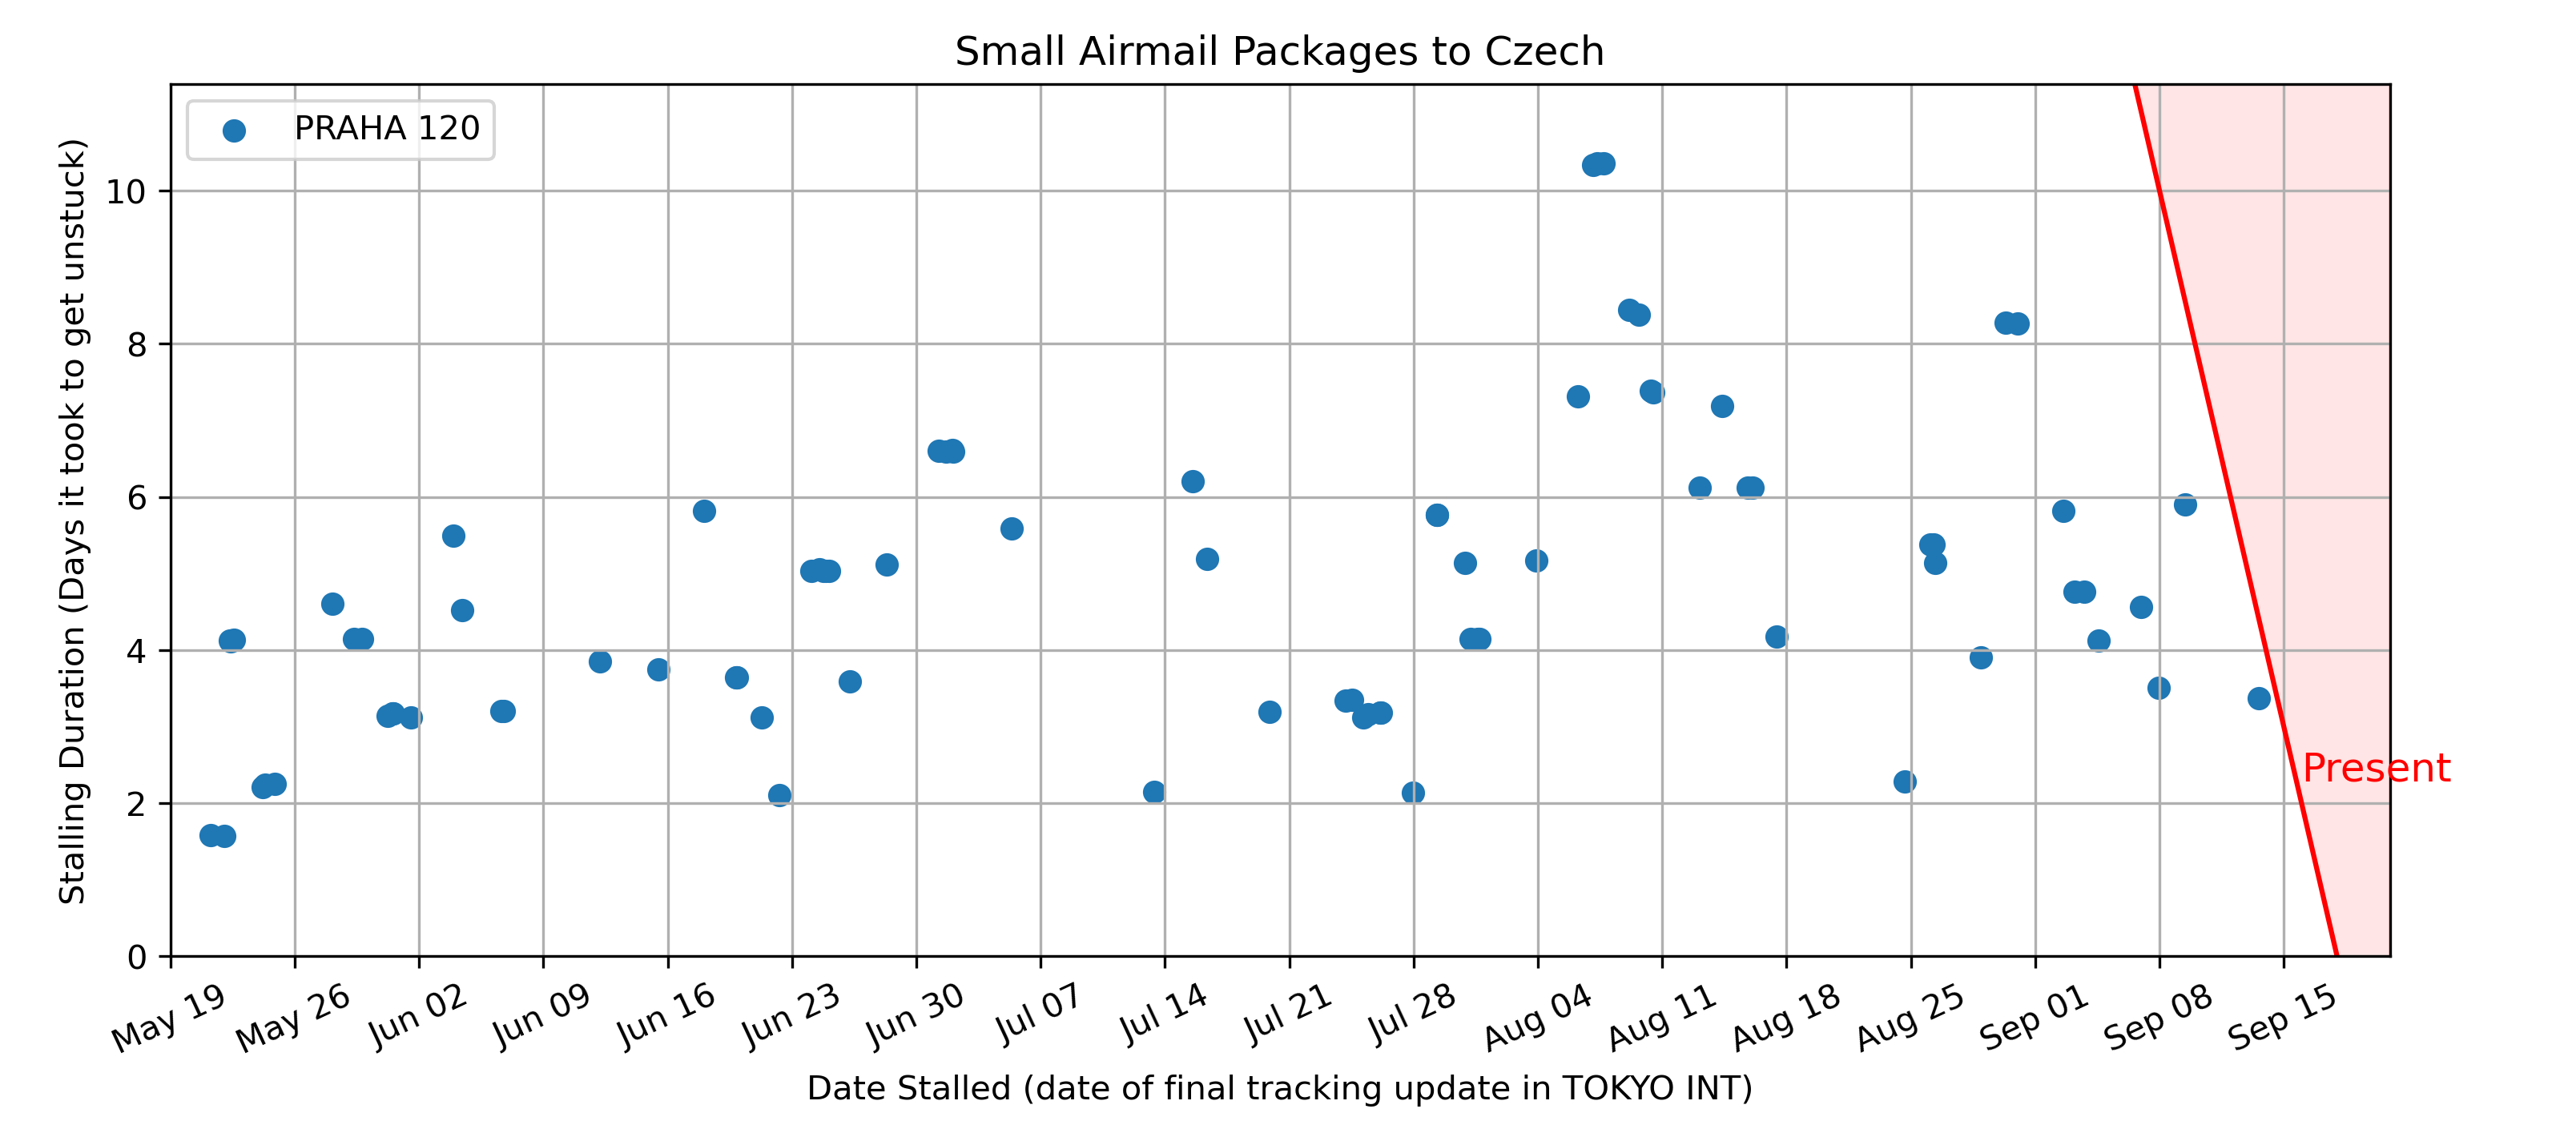 Small Airmail Packages to Czech
PRAHA 120
Stalling Duration (Days it took to get unstuck)
10
8
6
4
2
0
Present
May 19
May 26
Jun 02
Jun 09
Jun 16
Jun 23
Jun 30
Jul 07
Jul 14
Jul 21
Jul 28
Aug 04
Aug 11
Aug 18
Aug 25
Sep 01
Sep 08
Sep 15
Date Stalled (date of final tracking update in TOKYO INT)